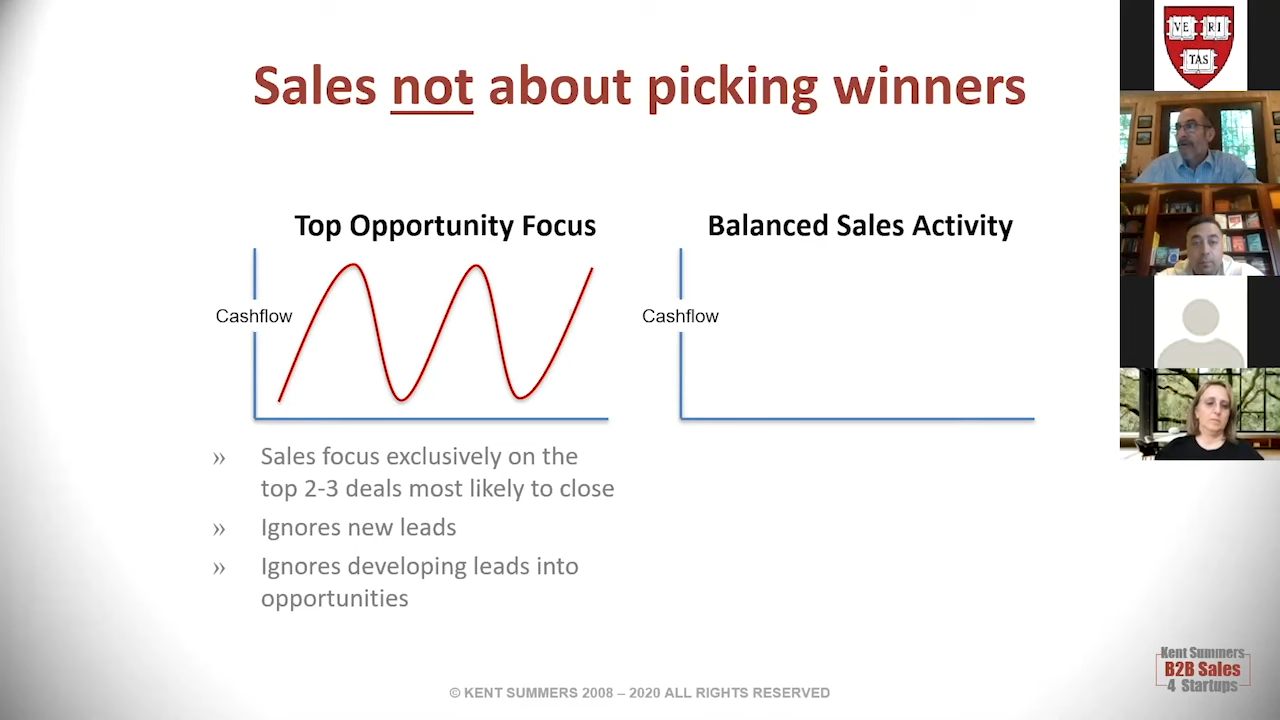 Sales not about picking winners
Top Opportunity Focus
Cashflow
Balanced Sales Activity
Cashflow
» Sales focus exclusively on the
top 2-3 deals most likely to close
» Ignores new leads
» Ignores developing leads into
opportunities
© KENT SUMMERS 2008 – 2020 ALL RIGHTS RESERVED
Kent Summers
B2B Sales
4 Startups
VE RI
TAS